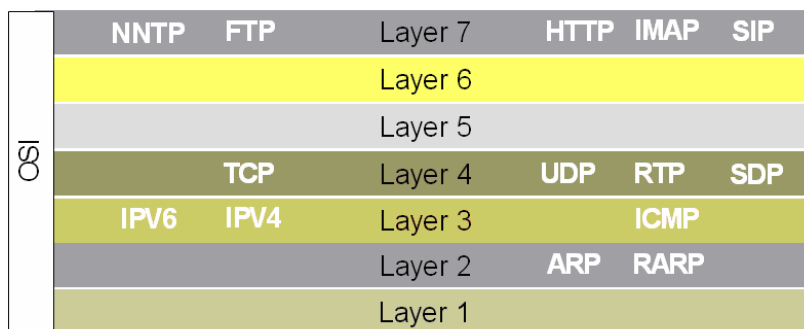 OSI
NNTP FTP Layer 7 HTTP IMAP SIP
Layer 6
Layer 5
TCP Layer 4 UDP RTP SDP
IPV6 IPV4 Layer 3 ICMP
Layer 2 ARP RARP
Layer 1